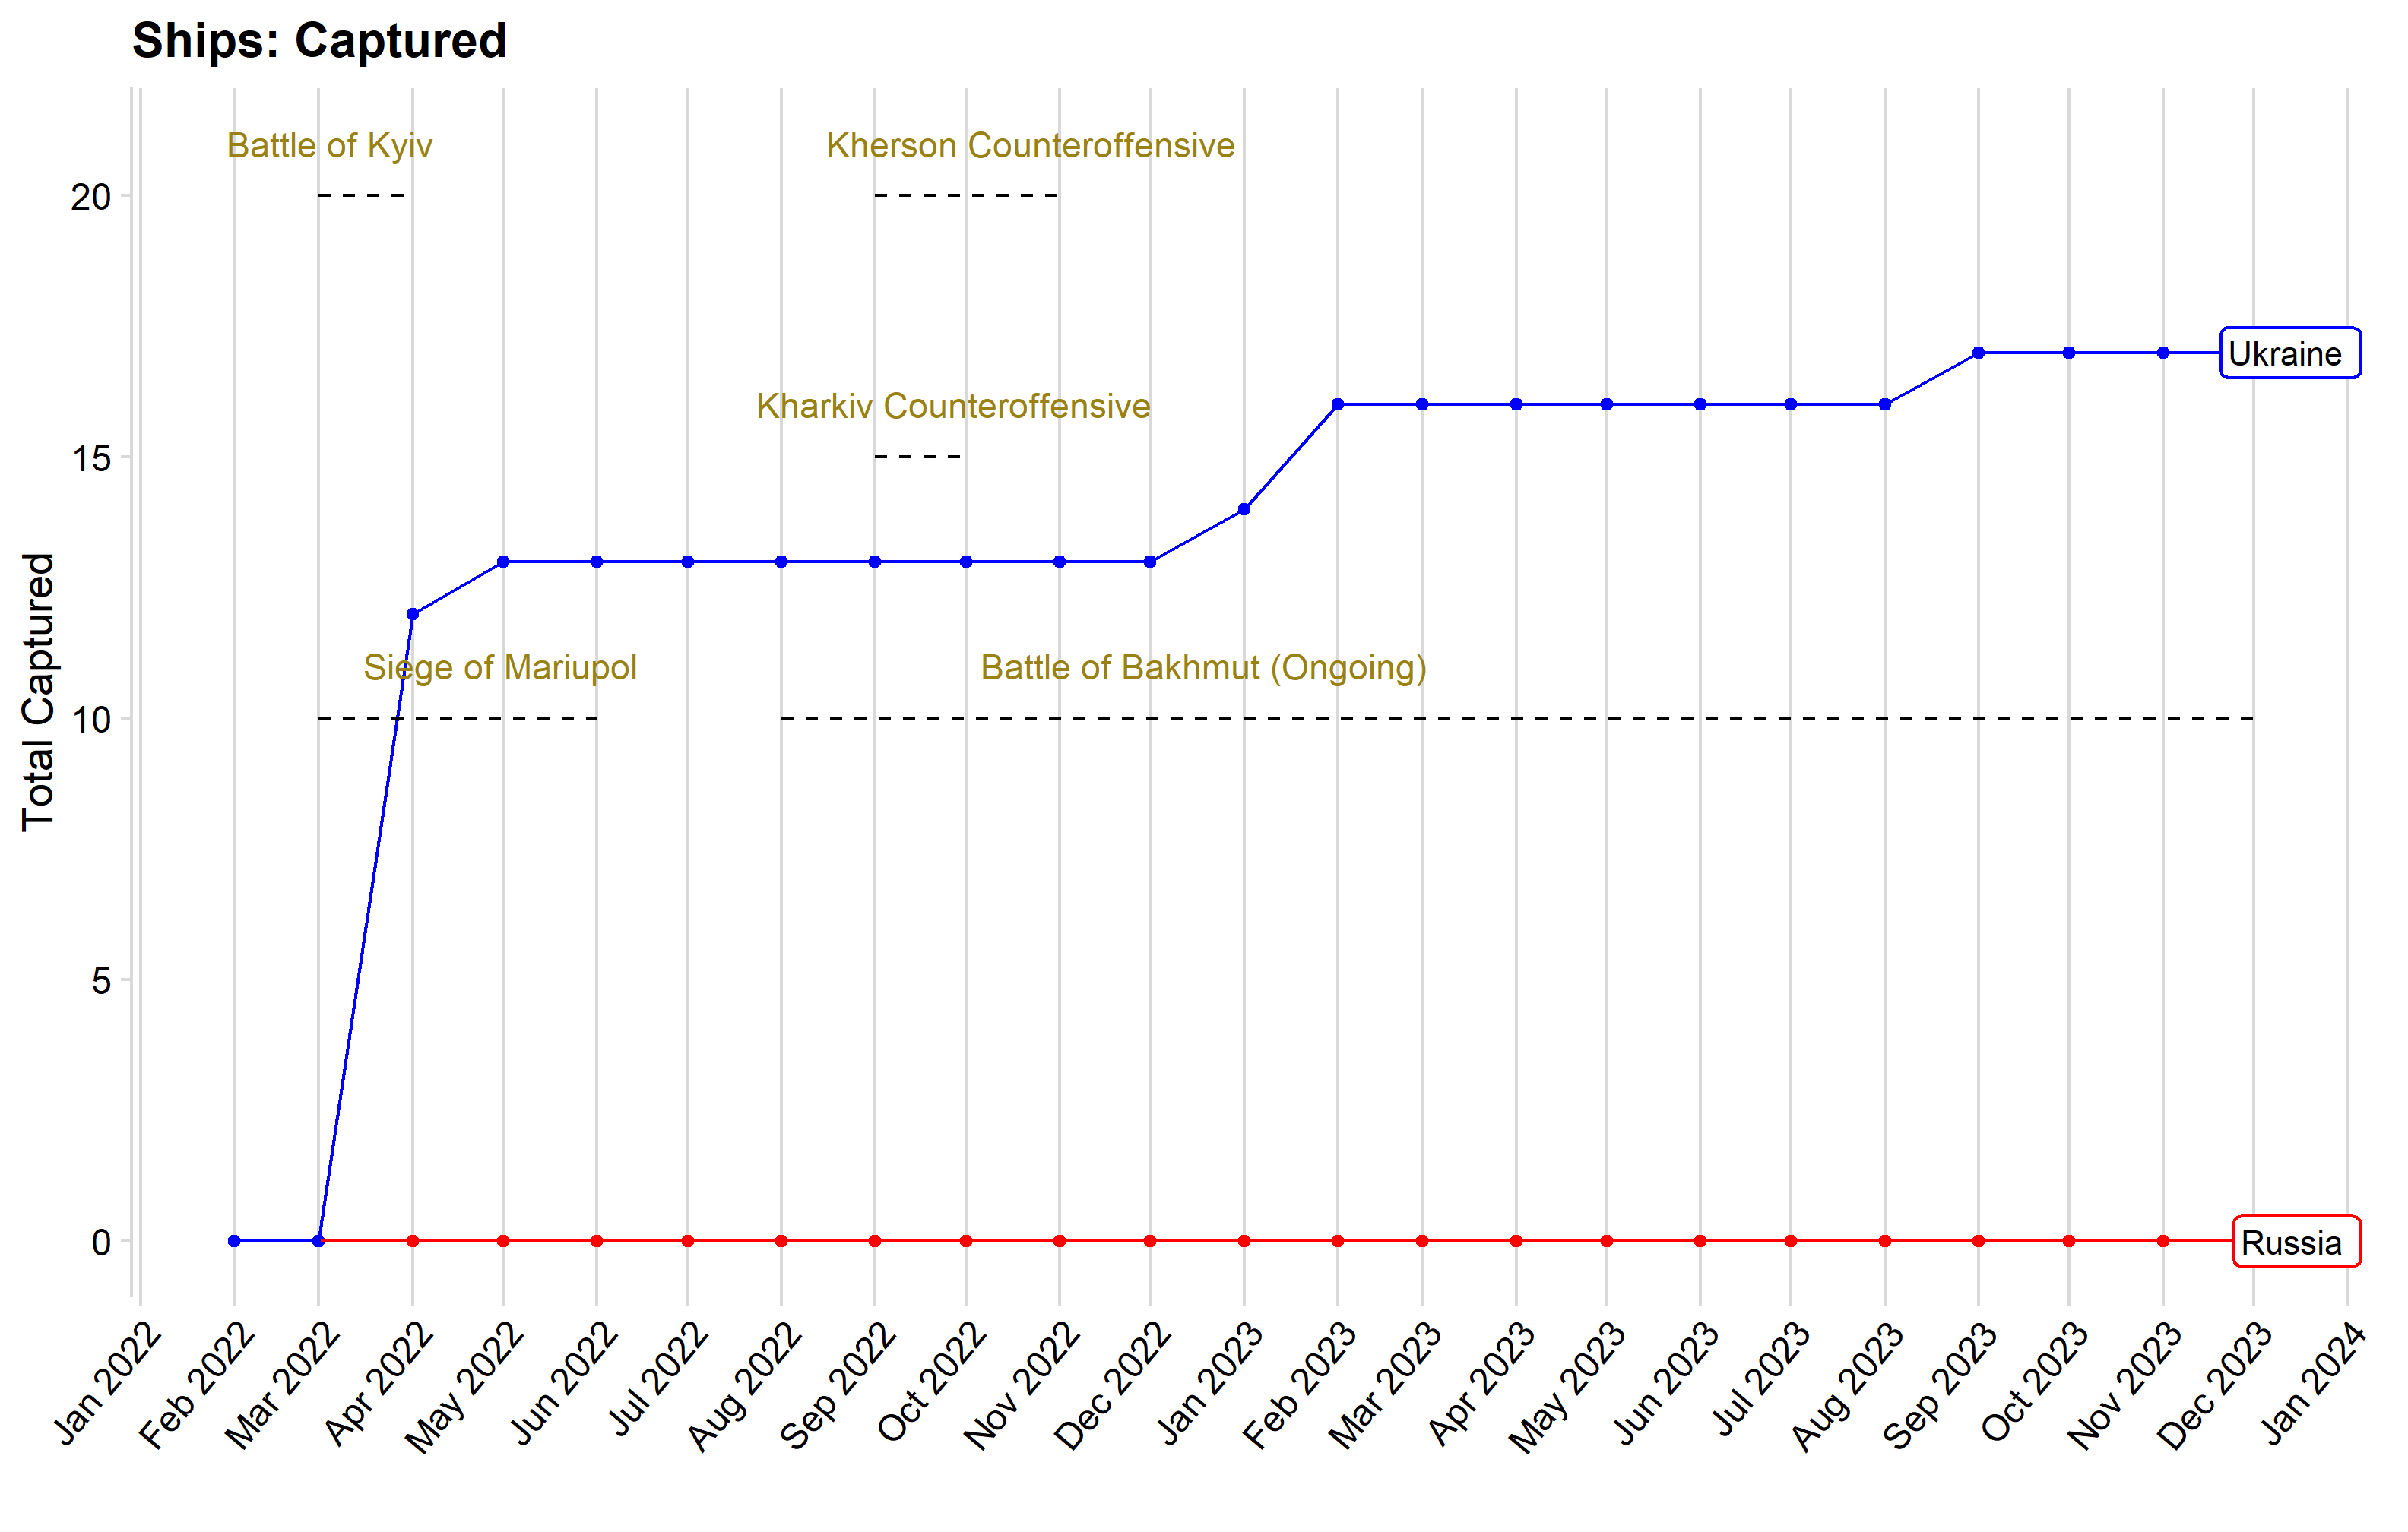 Ships: Captured
Total Captured
20
15
10
5
0
Battle of Kyiv
Kherson Counteroffensive
Kharkiv Counteroffensive
Siege of Mariupol
Battle of Bakhmut (Ongoing)
Ukraine
Russia
Jan 2022
Feb 2022
Mar 2022
Apr 2022
May 2022
Jun 2022
Jul 2022
Aug 2022
Sep 2022
Oct 2022
Nov 2022
Dec 2022
Jan 2023
Feb 2023
Mar 2023
Apr 2023
May 2023
Jun 2023
Jul 2023
Aug 2023
Sep 2023
Oct 2023
Nov 2023
Dec 2023
Jan 2024